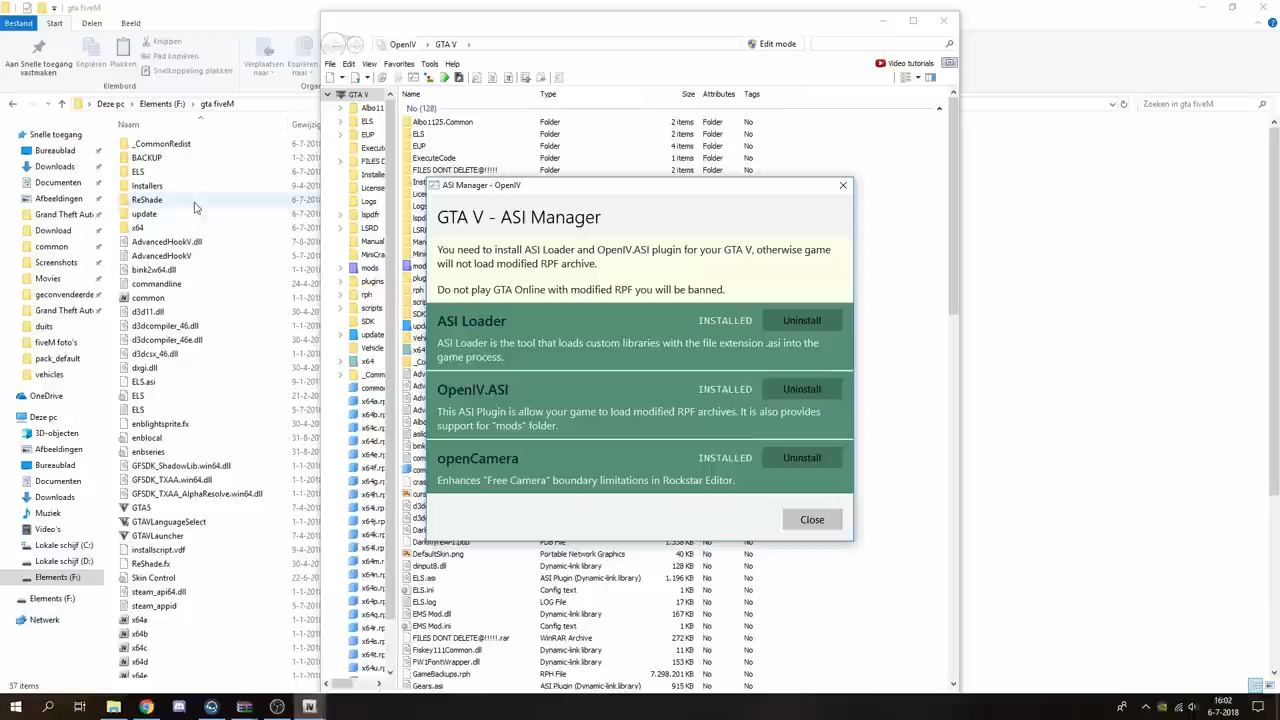 gta fiveM
Bestand
Start
Delen
Beeld
Aan Snelle toegang
vastmaken
Kopiëren
Plakken
Knippen
Pad kopiëren
Snelkoppeling plakken
Verplaatsen
naar
Kopiëren
naar
Klembord
Deze pc
Elements (F:)
gta fiveM
Zoeken in gta fiveM
Naam
Snelle toegang
Bureaublad
Downloads
Documenten
Afbeeldingen
Download
common
Screenshots
Movies
duits
fiveM foto's
pack_default
vehicles
OneDrive
Deze pc
3D-objecten
Afbeeldingen
Bureaublad
Documenten
Downloads
Muziek
Video's
Lokale schijf (C:)
Lokale schijf (D:)
Elements (F:)
Elements (F:)
Netwerk
57 items
_CommonRedist
BACKUP
ELS
Installers
ReShade
update
x64
AdvancedHookV.dll
AdvancedHookV
bink2w64.dll
commandline
common
d3d11.dll
d3dcompiler_46.dll
d3dcompiler_46e.dll
d3dcsx_46.dll
dxgi.dll
ELS.asi
ELS
ELS
enblightsprite.fx
enblocal
enbseries
GFSDK_ShadowLib.win64.dll
GFSDK_TXAA.win64.dll
GFSDK_TXAA_AlphaResolve.win64.dll
GTA5
GTAVLanguageSelect
GTAVLauncher
installscript.vdf
ReShade.fx
Skin Control
steam_api64.dll
steam_appid
x64a
x64b
x64c
x64d
x64e
OpenIV
GTA V
Edit mode
File Edit View Favorites Tools Help
Video tutorials
GTA V
ELS
EUP
License
Logs
lspdfr
LSRD
mods
plugins
rph
scripts
SDK
update
x64
Name Type Size Attributes Tags
No (128)
Albo1125.Common Folder 2 items Folder No
ELS Folder 2 items Folder No
EUP Folder 4 items Folder No
ExecuteCode Folder 1 items Folder No
FILES DONT DELETE@!!!!! Folder 2 items Folder No
ASI Manager - OpenIV
GTA V - ASI Manager
You need to install ASI Loader and OpenIV.ASI plugin for your GTA V, otherwise game
will not load modified RPF archive.
Do not play GTA Online with modified RPF you will be banned.
ASI Loader INSTALLED Uninstall
ASI Loader is the tool that loads custom libraries with the file extension .asi into the
game process.
OpenIV.ASI INSTALLED Uninstall
This ASI Plugin is allow your game to load modified RPF archives. It is also provides
support for "mods" folder.
openCamera INSTALLED Uninstall
Enhances "Free Camera" boundary limitations in Rockstar Editor.
Close
DefaultSkin.png Portable Network Graphics 40 KB No No
dinput8.dll Dynamic-link library 128 KB No No
ELS.asi ASI Plugin (Dynamic-link library) 1.196 KB No No
ELS.ini Config text 1 KB No No
ELS.log LOG File 17 KB No No
EMS Mod.dll Dynamic-link library 18 KB No No
EMS Mod.ini Config text 1 KB No No
FILES DONT DELETE@!!!!!.rar WinRAR Archive 272 KB No No
Fiskey111Common.dll Dynamic-link library 11 KB No No
FW1FontWrapper.dll Dynamic-link library 153 KB No No
GameBackups.rph RPH File 7.298.201 KB No No
Gears.asi ASI Plugin (Dynamic-link library) 915 KB No No
16:02
6-7-2018